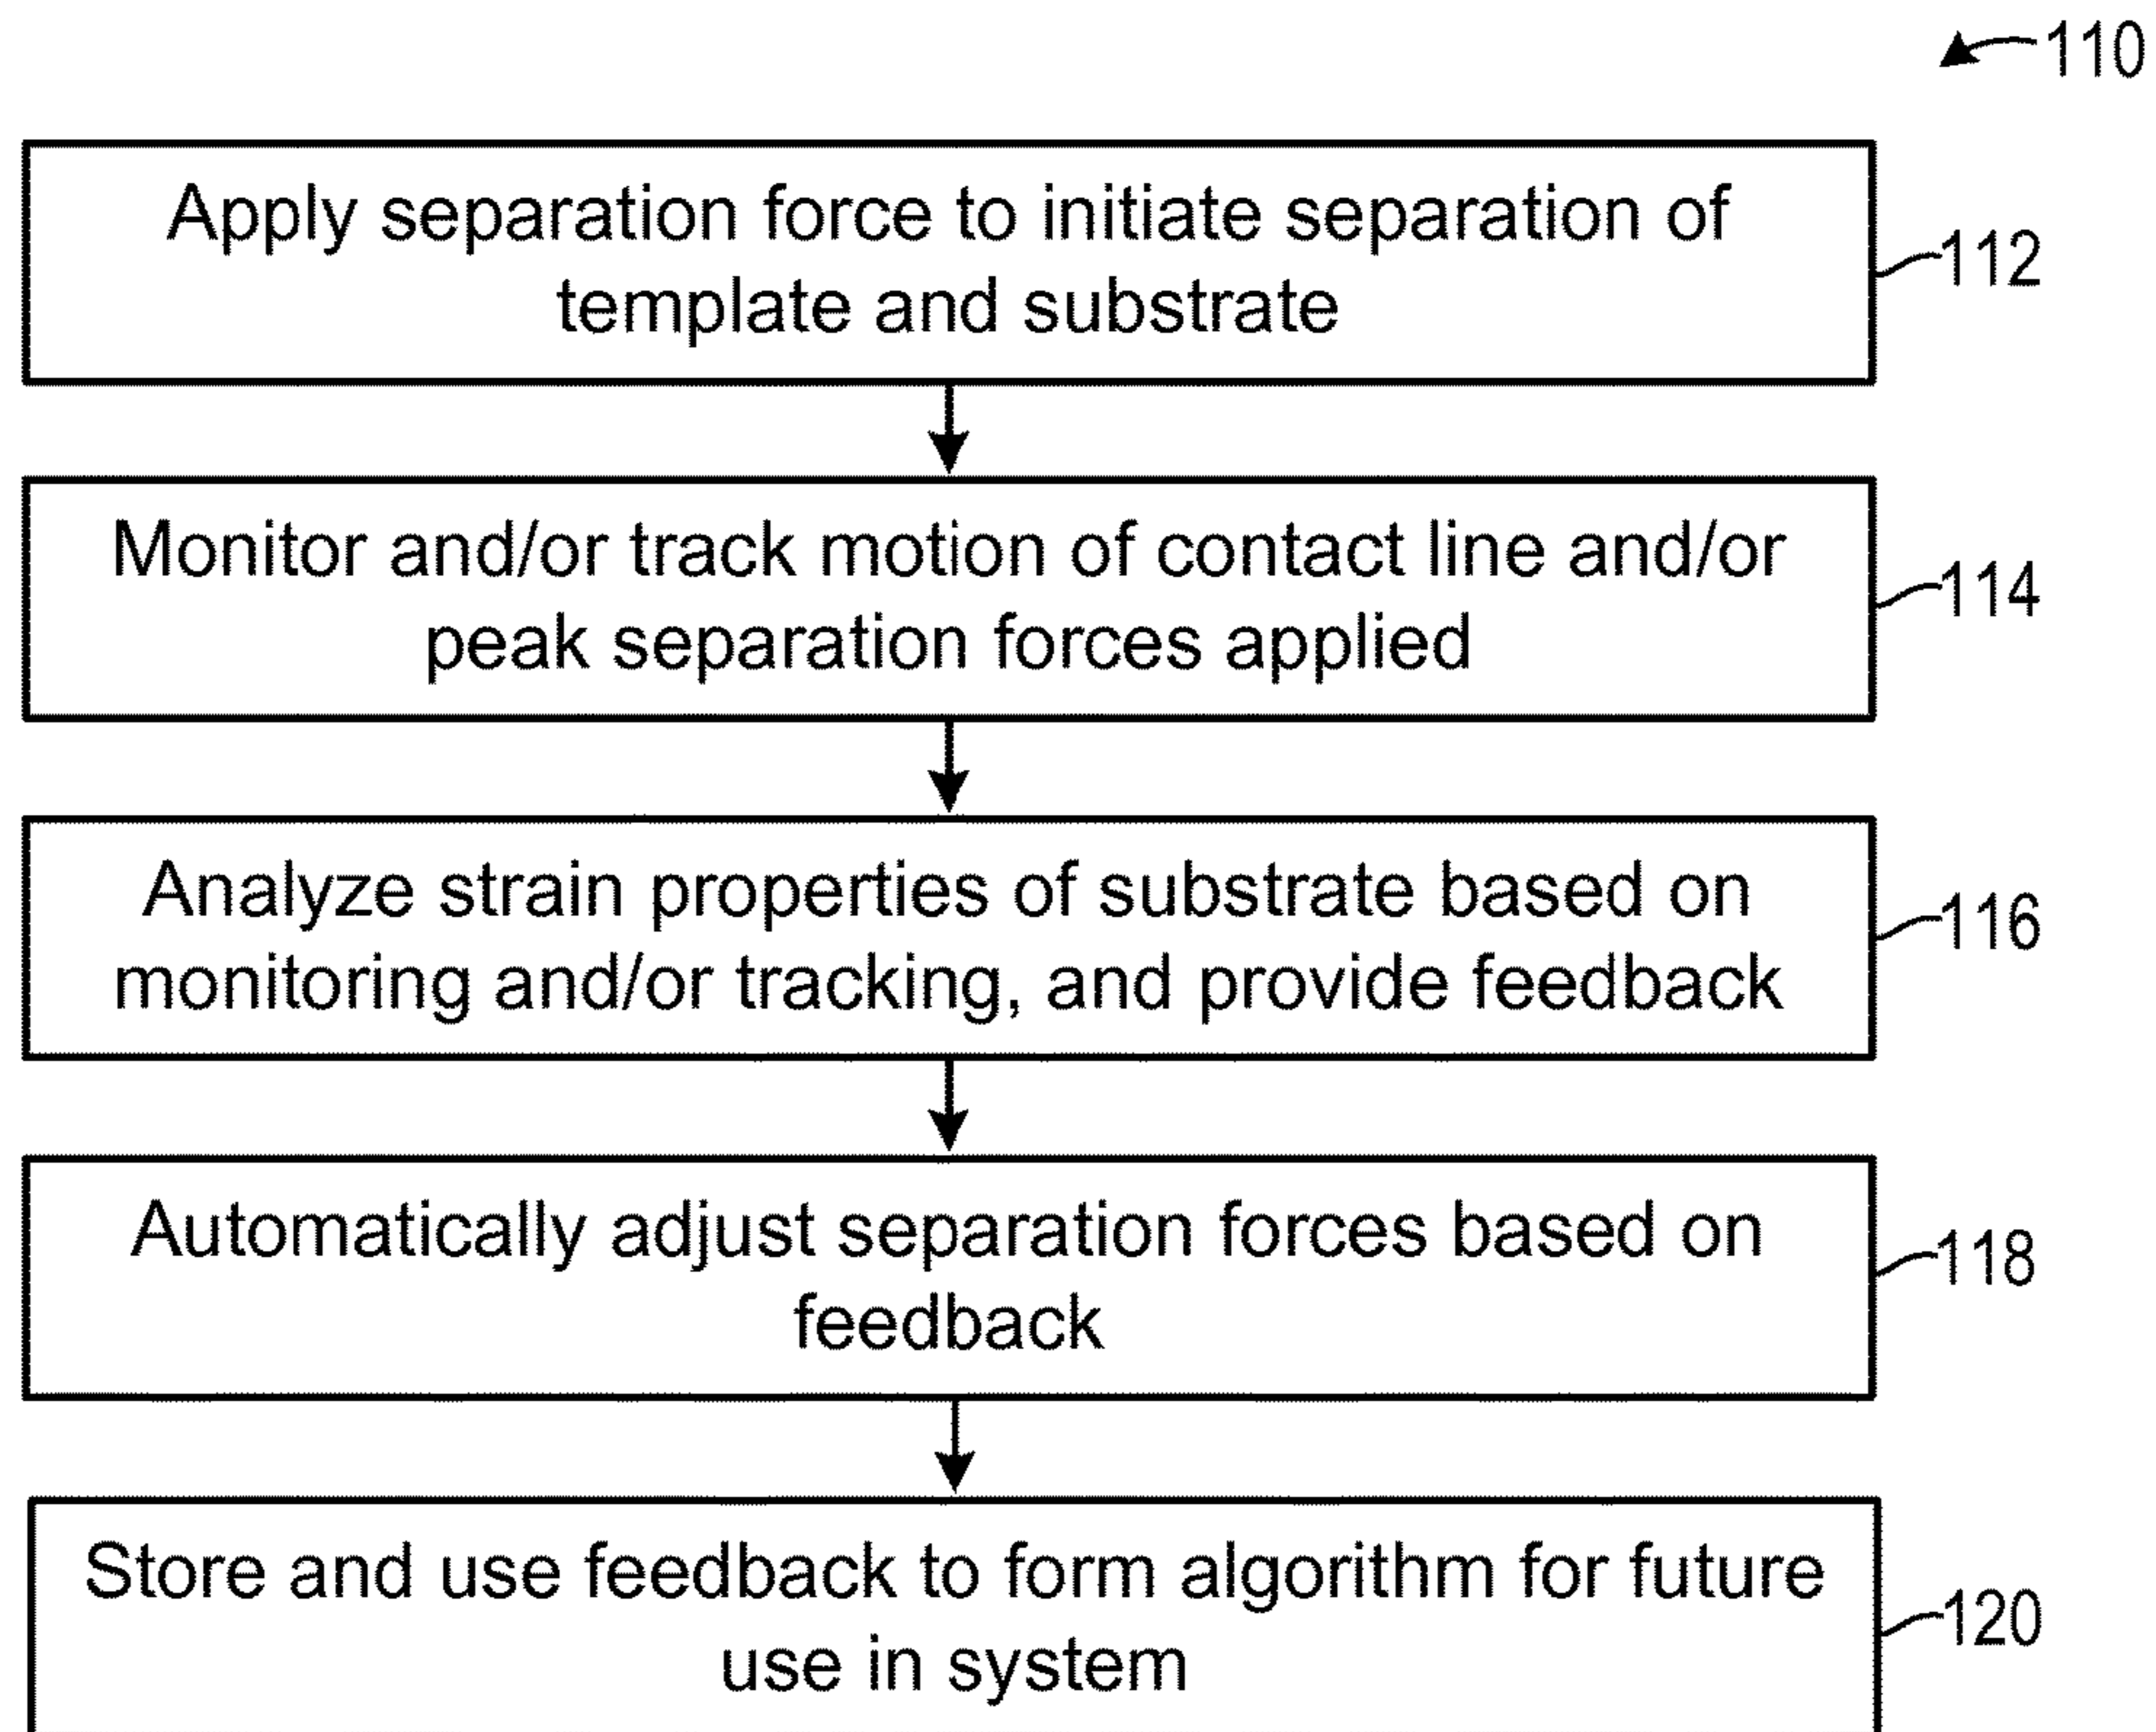 110
Apply separation force to initiate separation of
template and substrate
112
Monitor and/or track motion of contact line and/or
peak separation forces applied
114
Analyze strain properties of substrate based on
monitoring and/or tracking, and provide feedback
116
Automatically adjust separation forces based on
feedback
118
Store and use feedback to form algorithm for future
use in system
120